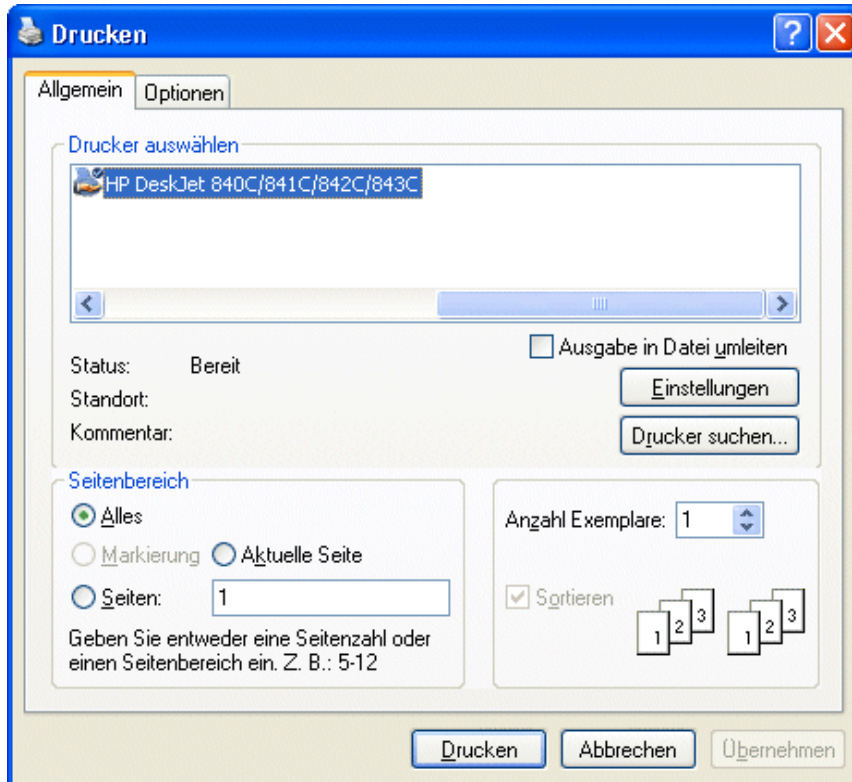 Drucken
Allgemein
Optionen
Drucker auswählen
HP DeskJet 840C/841C/842C/843C
Ausgabe in Datei umleiten
Status: Bereit
Einstellungen
Standort:
Kommentar:
Drucker suchen...
Seitenbereich
Alles
Markierung
Aktuelle Seite
Seiten: 1
Geben Sie entweder eine Seitenzahl oder
einen Seitenbereich ein. Z. B.: 5-12
Anzahl Exemplare: 1
Sortieren
1 2 3 1 2 3
Drucken
Abbrechen
Übernehmen